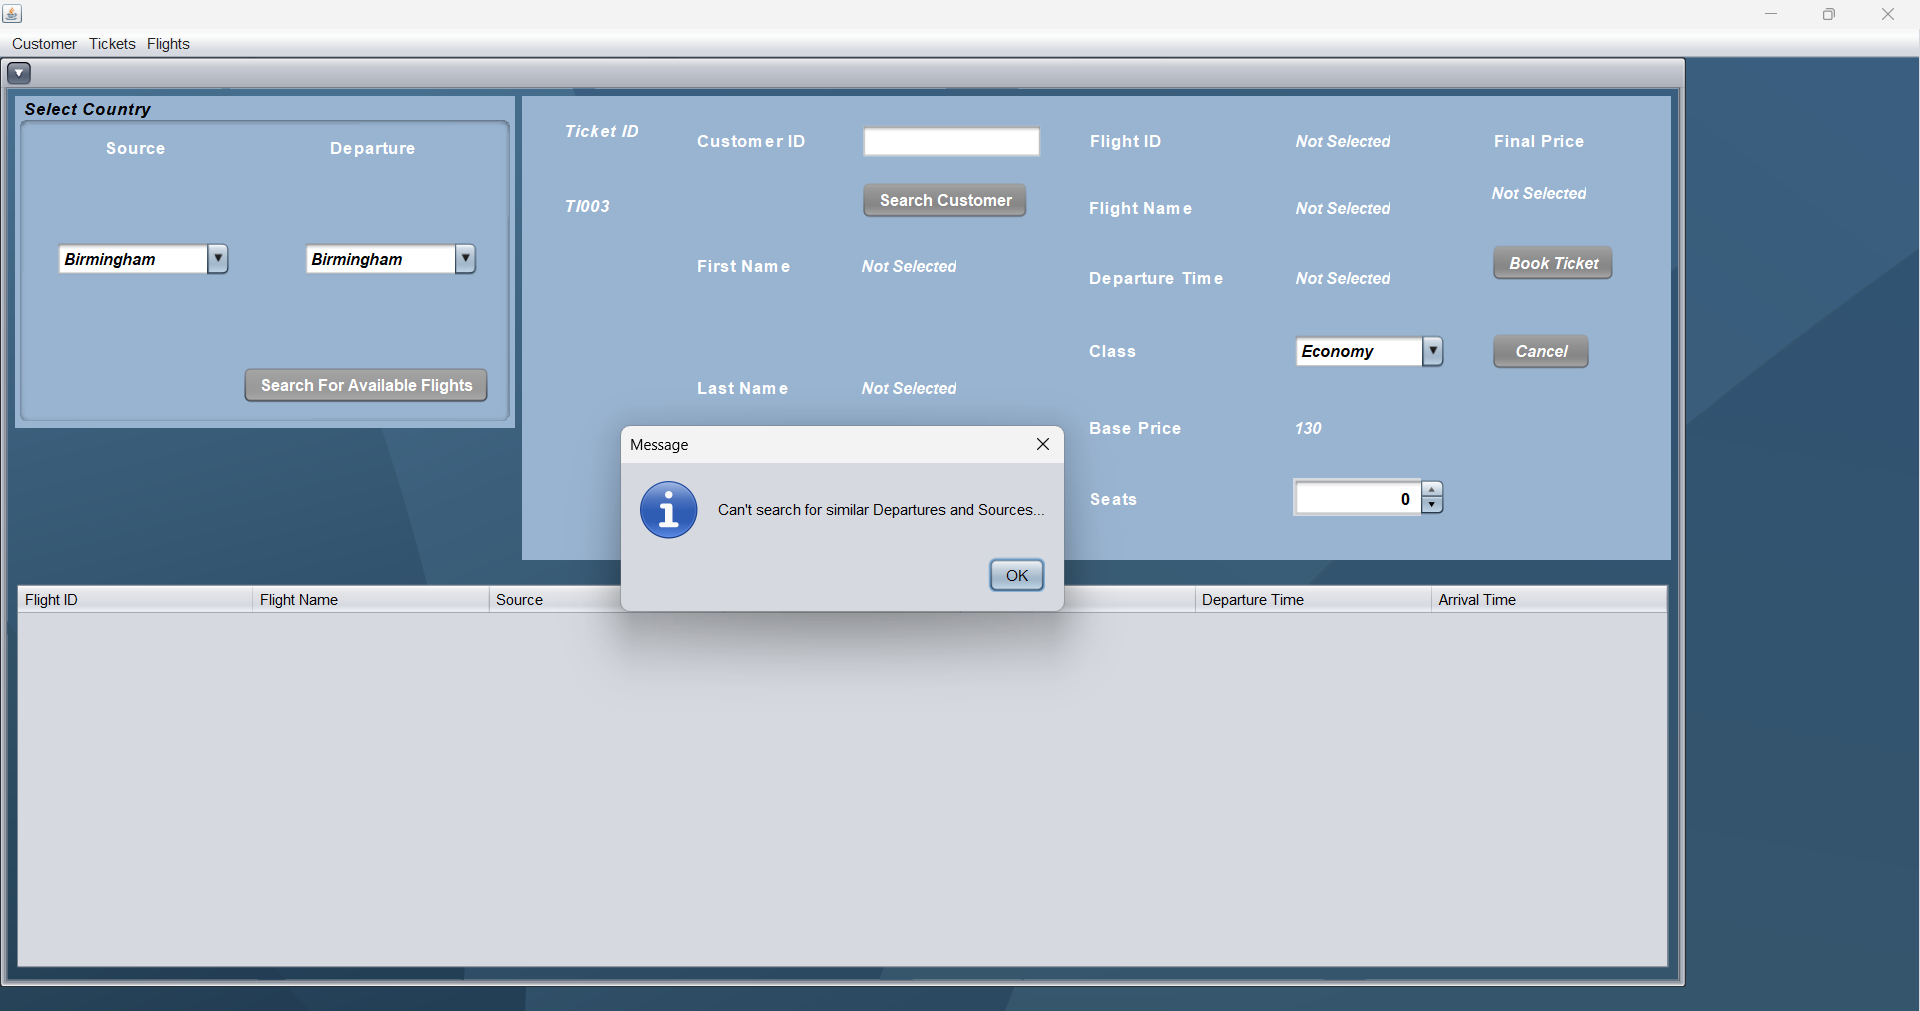 Customer Tickets Flights
Select Country
Source Departure
Birmingham Birmingham
Search For Available Flights
Ticket ID
TI003
Customer ID
Search Customer
First Name Not Selected
Last Name Not Selected
Flight ID Not Selected
Flight Name Not Selected
Departure Time Not Selected
Class Economy
Base Price 130
Seats 0
Final Price
Not Selected
Book Ticket
Cancel
Message
Can't search for similar Departures and Sources...
OK
Flight ID Flight Name Source Departure Time Arrival Time